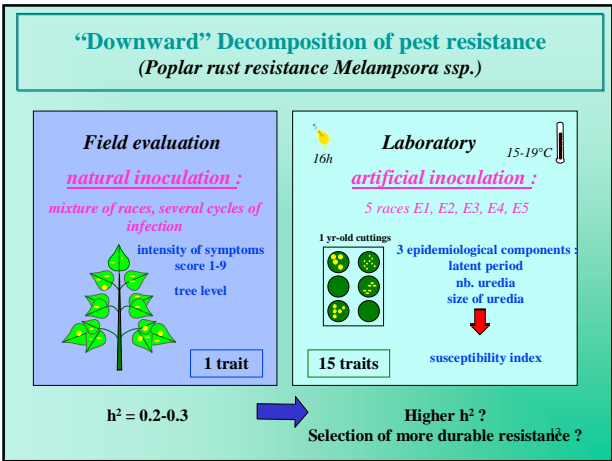 “Downward” Decomposition of pest resistance
(Poplar rust resistance Melampsora ssp.)
Field evaluation
natural inoculation :
mixture of races, several cycles of
infection
intensity of symptoms
score 1-9
tree level
1 trait
h² = 0.2-0.3
16h
Laboratory
15-19°C
artificial inoculation :
5 races E1, E2, E3, E4, E5
1 yr-old cuttings
3 epidemiological components :
latent period
nb. uredia
size of uredia
susceptibility index
15 traits
Higher h² ?
Selection of more durable resistance ?
13